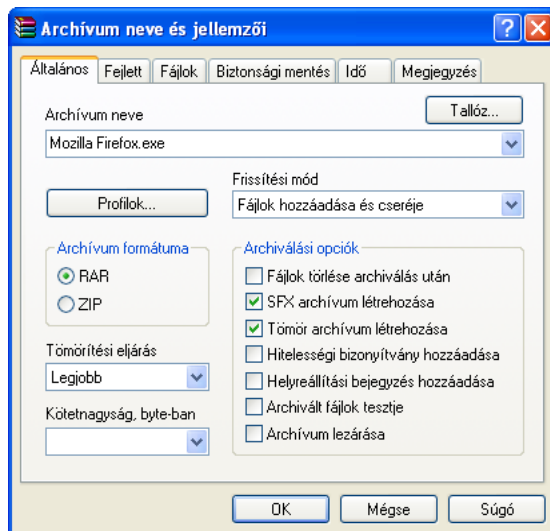 Archívum neve és jellemzői
Általános Fejlett Fájlok Biztonsági mentés Idő Megjegyzés
Archívum neve
Tallóz...
Mozilla Firefox.exe
Frissítési mód
Profilok...
Fájlok hozzáadása és cseréje
Archívum formátuma
RAR
ZIP
Archiválási opciók
Fájlok törlése archiválás után
SFX archívum létrehozása
Tömör archívum létrehozása
Hitelességi bizonyítvány hozzáadása
Helyreállítási bejegyzés hozzáadása
Archivált fájlok tesztje
Archívum lezárása
Tömörítési eljárás
Legjobb
Kötetnagyság, byte-ban
OK Mégse Súgó